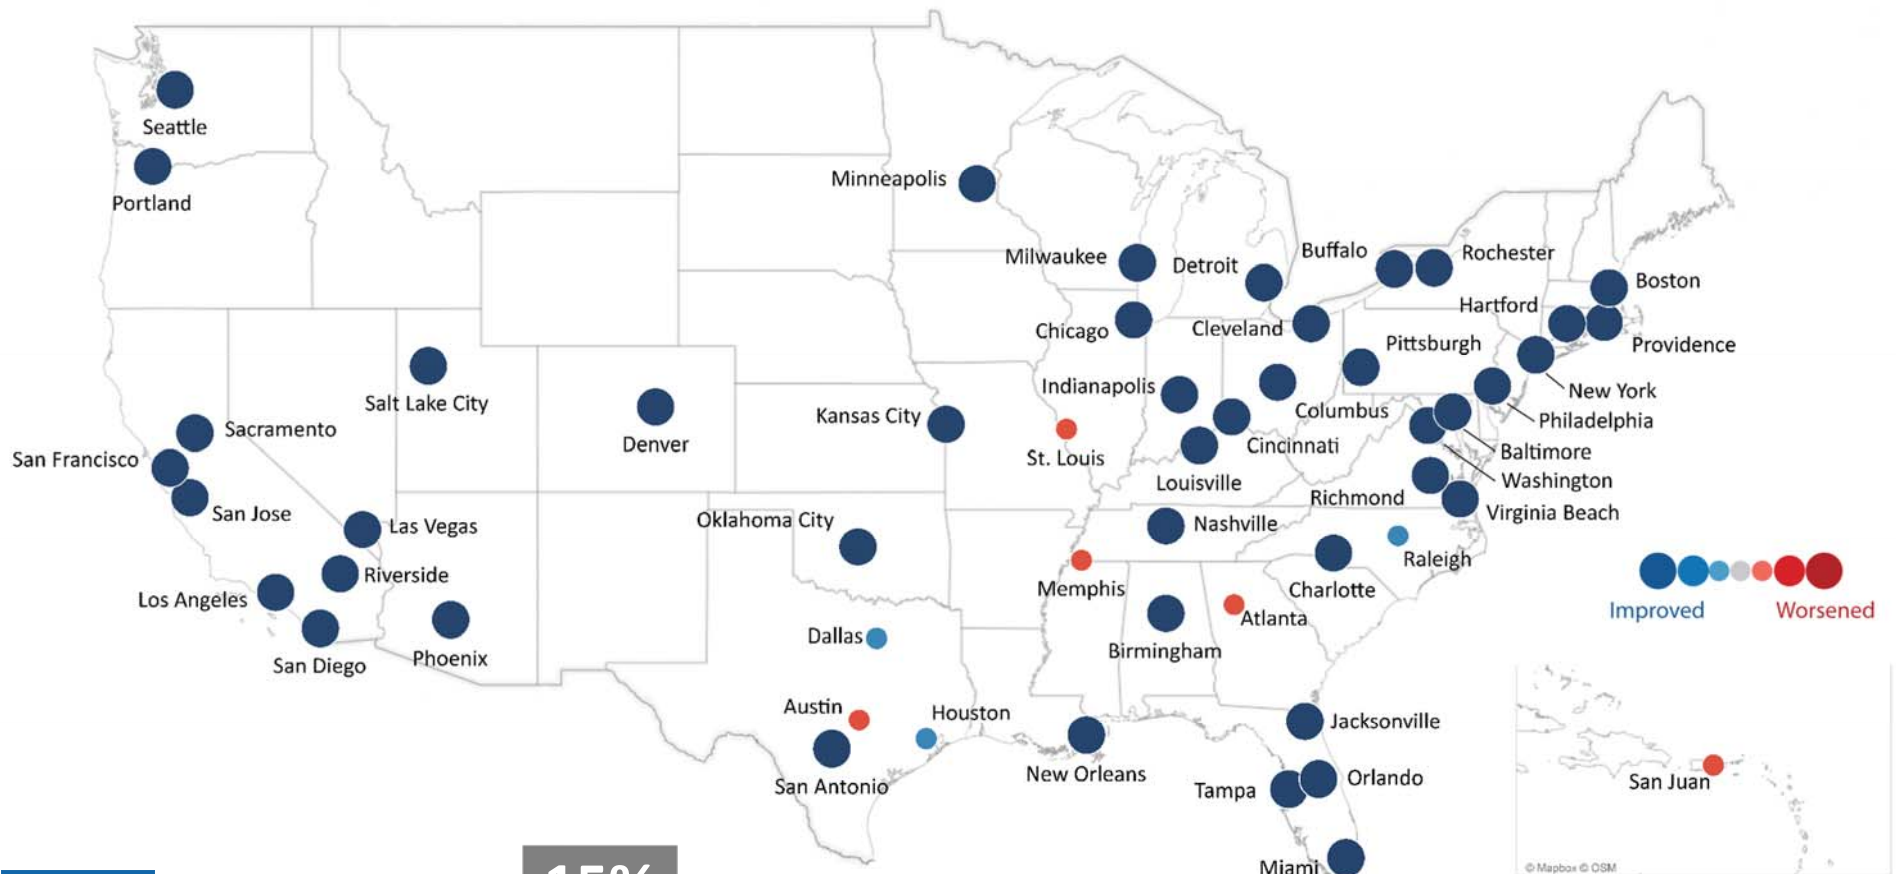 Seattle
Portland
Minneapolis
Milwaukee
Detroit
Buffalo
Rochester
Boston
Hartford
Chicago
Cleveland
Pittsburgh
Providence
Salt Lake City
Denver
Indianapolis
New York
Sacramento
Kansas City
Columbus
Philadelphia
San Francisco
St. Louis
Cincinnati
Baltimore
Louisville
Washington
San Jose
Las Vegas
Oklahoma City
Nashville
Richmond
Virginia Beach
Raleigh
Riverside
Los Angeles
Memphis
Charlotte
Atlanta
Improved
Worsened
Dallas
Birmingham
San Diego
Phoenix
Austin
Houston
Jacksonville
New Orleans
San Antonio
Tampa
Orlando
San Juan
Miami
15%
© Mapbox © OSM